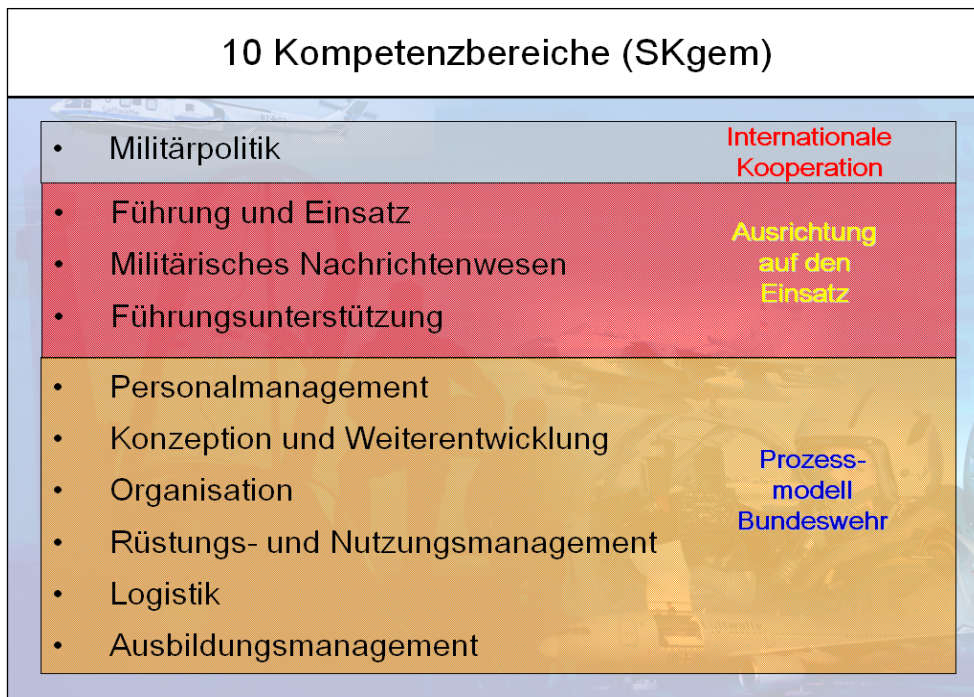 10 Kompetenzbereiche (SKgem)
• Militärpolitik
Internationale
Kooperation
• Führung und Einsatz
• Militärisches Nachrichtenwesen
• Führungsunterstützung
Ausrichtung
auf den
Einsatz
• Personalmanagement
• Konzeption und Weiterentwicklung
• Organisation
• Rüstungs- und Nutzungsmanagement
• Logistik
• Ausbildungsmanagement
Prozess-
modell
Bundeswehr